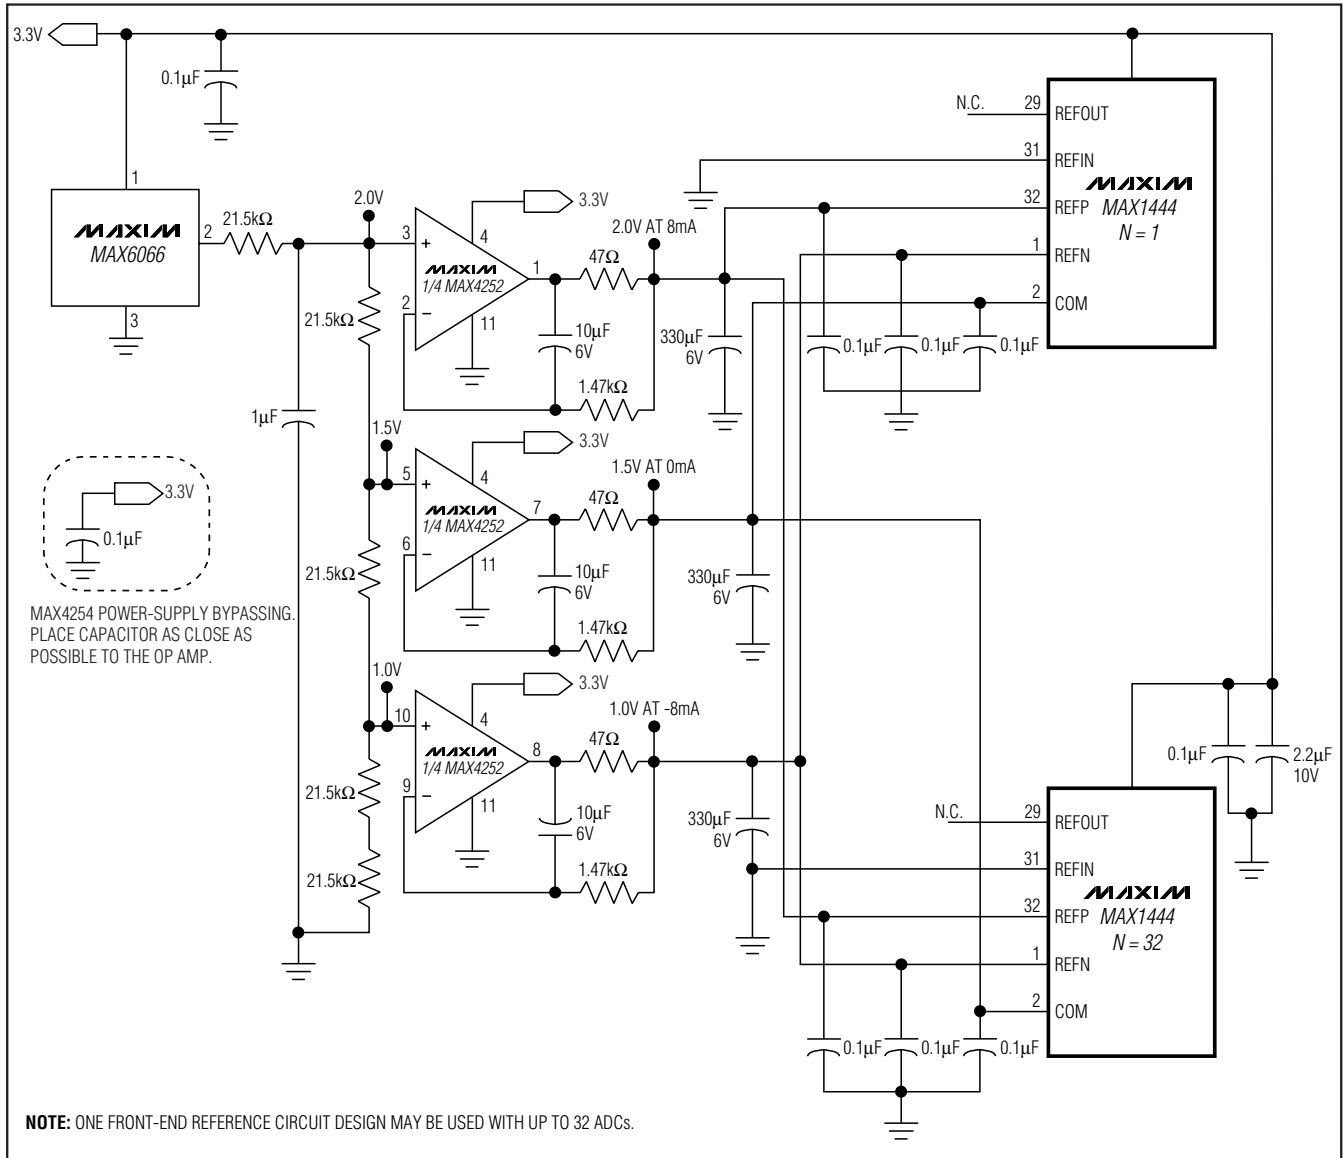 3.3V
0.1µF
1
MAXIM
MAX6066
2
3
21.5kΩ
2.0V
21.5kΩ
1µF
3
+
2
−
MAXIM
1/4 MAX4252
4
3.3V
11
1
47Ω
10µF
6V
1.47kΩ
2.0V AT 8mA
330µF
6V
1.5V
5
+
6
−
MAXIM
1/4 MAX4252
4
3.3V
11
7
47Ω
10µF
6V
1.47kΩ
1.5V AT 0mA
330µF
6V
21.5kΩ
1.0V
10
+
9
−
MAXIM
1/4 MAX4252
4
3.3V
11
8
47Ω
10µF
6V
1.47kΩ
1.0V AT -8mA
330µF
6V
21.5kΩ
21.5kΩ
3.3V
0.1µF
MAX4254 POWER-SUPPLY BYPASSING.
PLACE CAPACITOR AS CLOSE AS
POSSIBLE TO THE OP AMP.
N.C.
29 REFOUT
31 REFIN
32 REFP
1 REFN
2 COM
MAXIM
MAX1444
N = 1
0.1µF
0.1µF
0.1µF
0.1µF
2.2µF
10V
N.C.
29 REFOUT
31 REFIN
32 REFP
1 REFN
2 COM
MAXIM
MAX1444
N = 32
0.1µF
0.1µF
0.1µF
NOTE: ONE FRONT-END REFERENCE CIRCUIT DESIGN MAY BE USED WITH UP TO 32 ADCs.